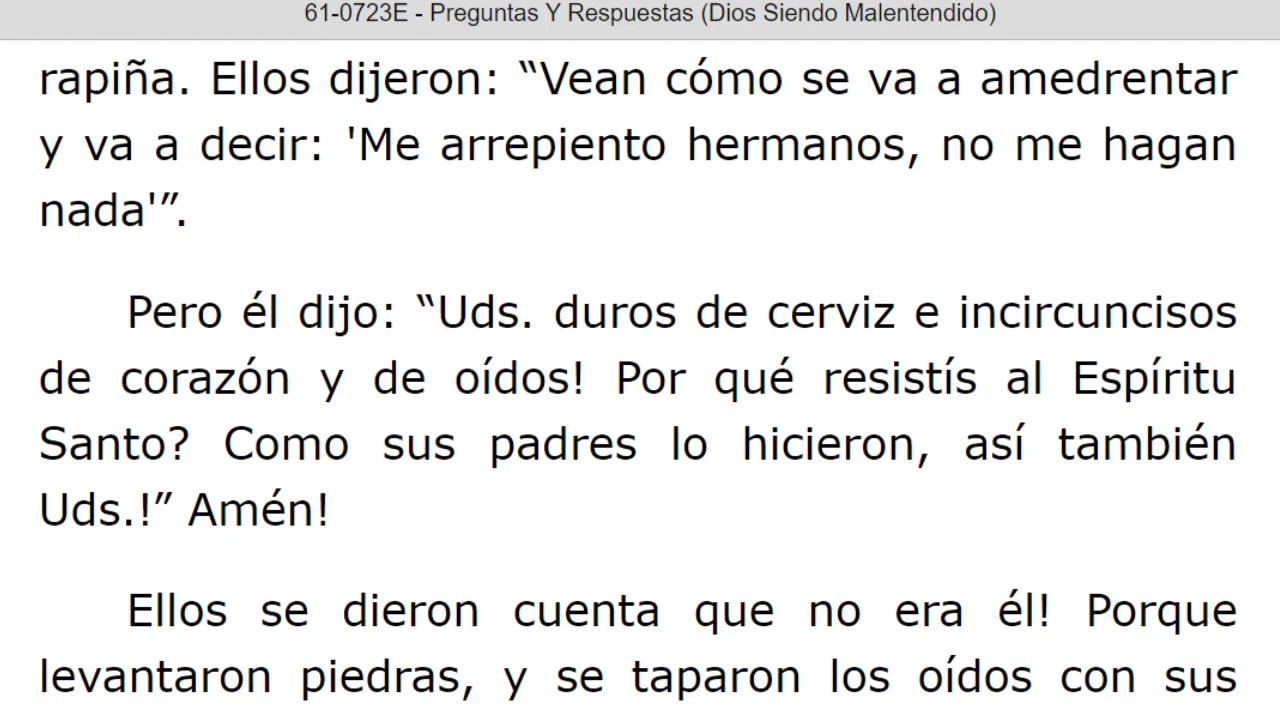 61-0723E - Preguntas Y Respuestas (Dios Siendo Malentendido)
rapiña. Ellos dijeron: “Vean cómo se va a amedrentar
y va a decir: 'Me arrepiento hermanos, no me hagan
nada'”.
Pero él dijo: “Uds. duros de cerviz e incircuncisos
de corazón y de oídos! Por qué resistís al Espíritu
Santo? Como sus padres lo hicieron, así también
Uds.!” Amén!
Ellos se dieron cuenta que no era él! Porque
levantaron piedras, y se taparon los oídos con sus